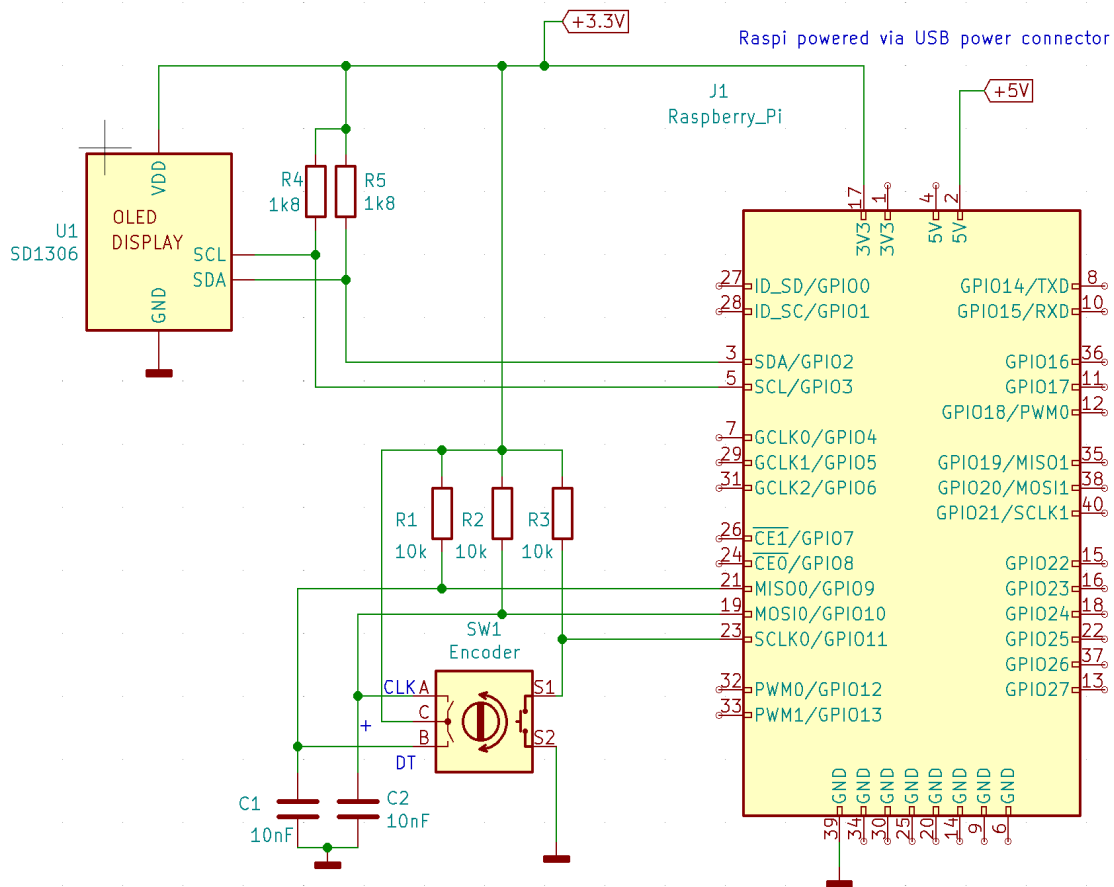 +3.3V
Raspi powered via USB power connector
J1
Raspberry_Pi
+5V
VDD
OLED
DISPLAY
U1
SD1306
SCL
SDA
GND
R4
1k8
R5
1k8
17
1
4
2
3V3
3V3
5V
5V
27
ID_SD/GPIO0
28
ID_SC/GPIO1
3
SDA/GPIO2
5
SCL/GPIO3
7
GCLK0/GPIO4
29
GCLK1/GPIO5
31
GCLK2/GPIO6
26
CE1/GPIO7
24
CE0/GPIO8
21
MISO0/GPIO9
19
MOSI0/GPIO10
23
SCLK0/GPIO11
32
PWM0/GPIO12
33
PWM1/GPIO13
GPIO14/TXD
8
GPIO15/RXD
10
GPIO16
36
GPIO17
11
GPIO18/PWM0
12
GPIO19/MISO1
35
GPIO20/MOSI1
38
GPIO21/SCLK1
40
GPIO22
15
GPIO23
16
GPIO24
18
GPIO25
22
GPIO26
37
GPIO27
13
GND
GND
GND
GND
GND
GND
GND
GND
39
34
30
25
20
14
9
6
R1
10k
R2
10k
R3
10k
SW1
Encoder
CLK
A
C
+
B
DT
S1
S2
C1
10nF
C2
10nF